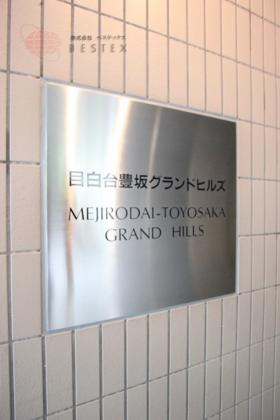 株式会社 ベステックス
BESTEX
目白台豊坂グランドヒルズ
MEJIRODAI-TOYOSAKA
GRAND HILLS